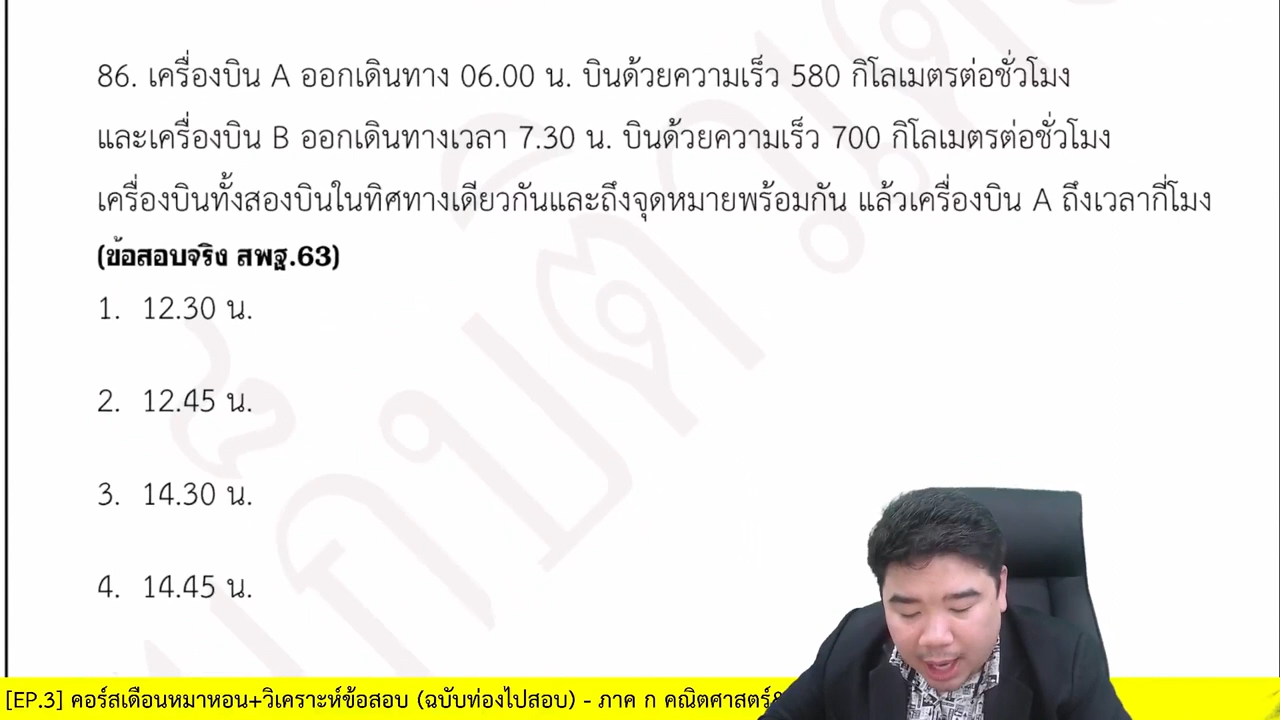 86. เครื่องบิน A ออกเดินทาง 06.00 น. บินด้วยความเร็ว 580 กิโลเมตรต่อชั่วโมง
และเครื่องบิน B ออกเดินทางเวลา 7.30 น. บินด้วยความเร็ว 700 กิโลเมตรต่อชั่วโมง
เครื่องบินทั้งสองบินในทิศทางเดียวกันและถึงจุดหมายพร้อมกัน แล้วเครื่องบิน A ถึงเวลากี่โมง
(ข้อสอบจริง สพฐ.63)
1. 12.30 น.
2. 12.45 น.
3. 14.30 น.
4. 14.45 น.
[EP.3] คอร์สเดือนหมาหอน+วิเคราะห์ข้อสอบ (ฉบับท่องไปสอบ) - ภาค ก คณิตศาสตร์